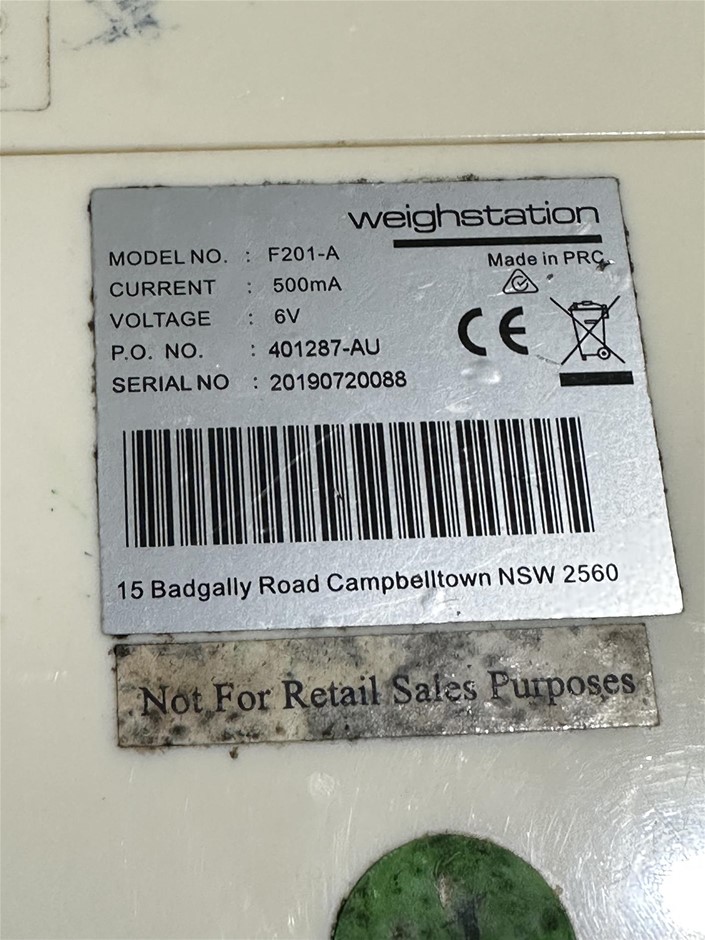 weighstation
MODEL NO. : F201-A
Made in PRC
CURRENT : 500mA
VOLTAGE : 6V
P.O. NO. : 401287-AU
SERIAL NO : 20190720088
CE
15 Badgally Road Campbelltown NSW 2560
Not For Retail Sales Purposes